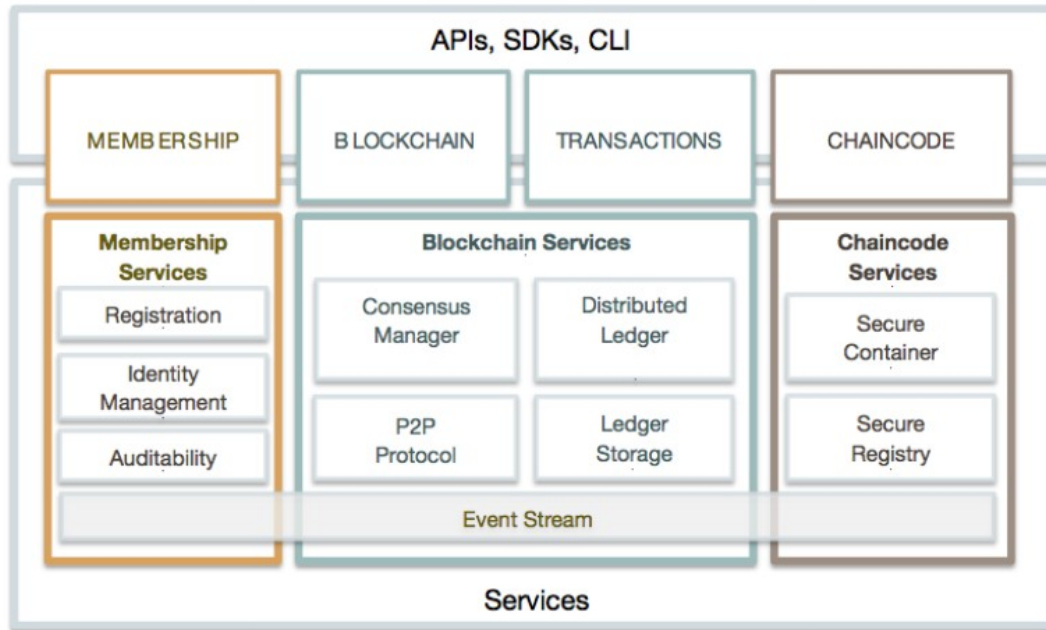 APIs, SDKs, CLI
MEMBERSHIP
BLOCKCHAIN
TRANSACTIONS
CHAINCODE
Membership
Services
Registration
Identity
Management
Auditability
Blockchain Services
Consensus
Manager
Distributed
Ledger
P2P
Protocol
Ledger
Storage
Chaincode
Services
Secure
Container
Secure
Registry
Event Stream
Services